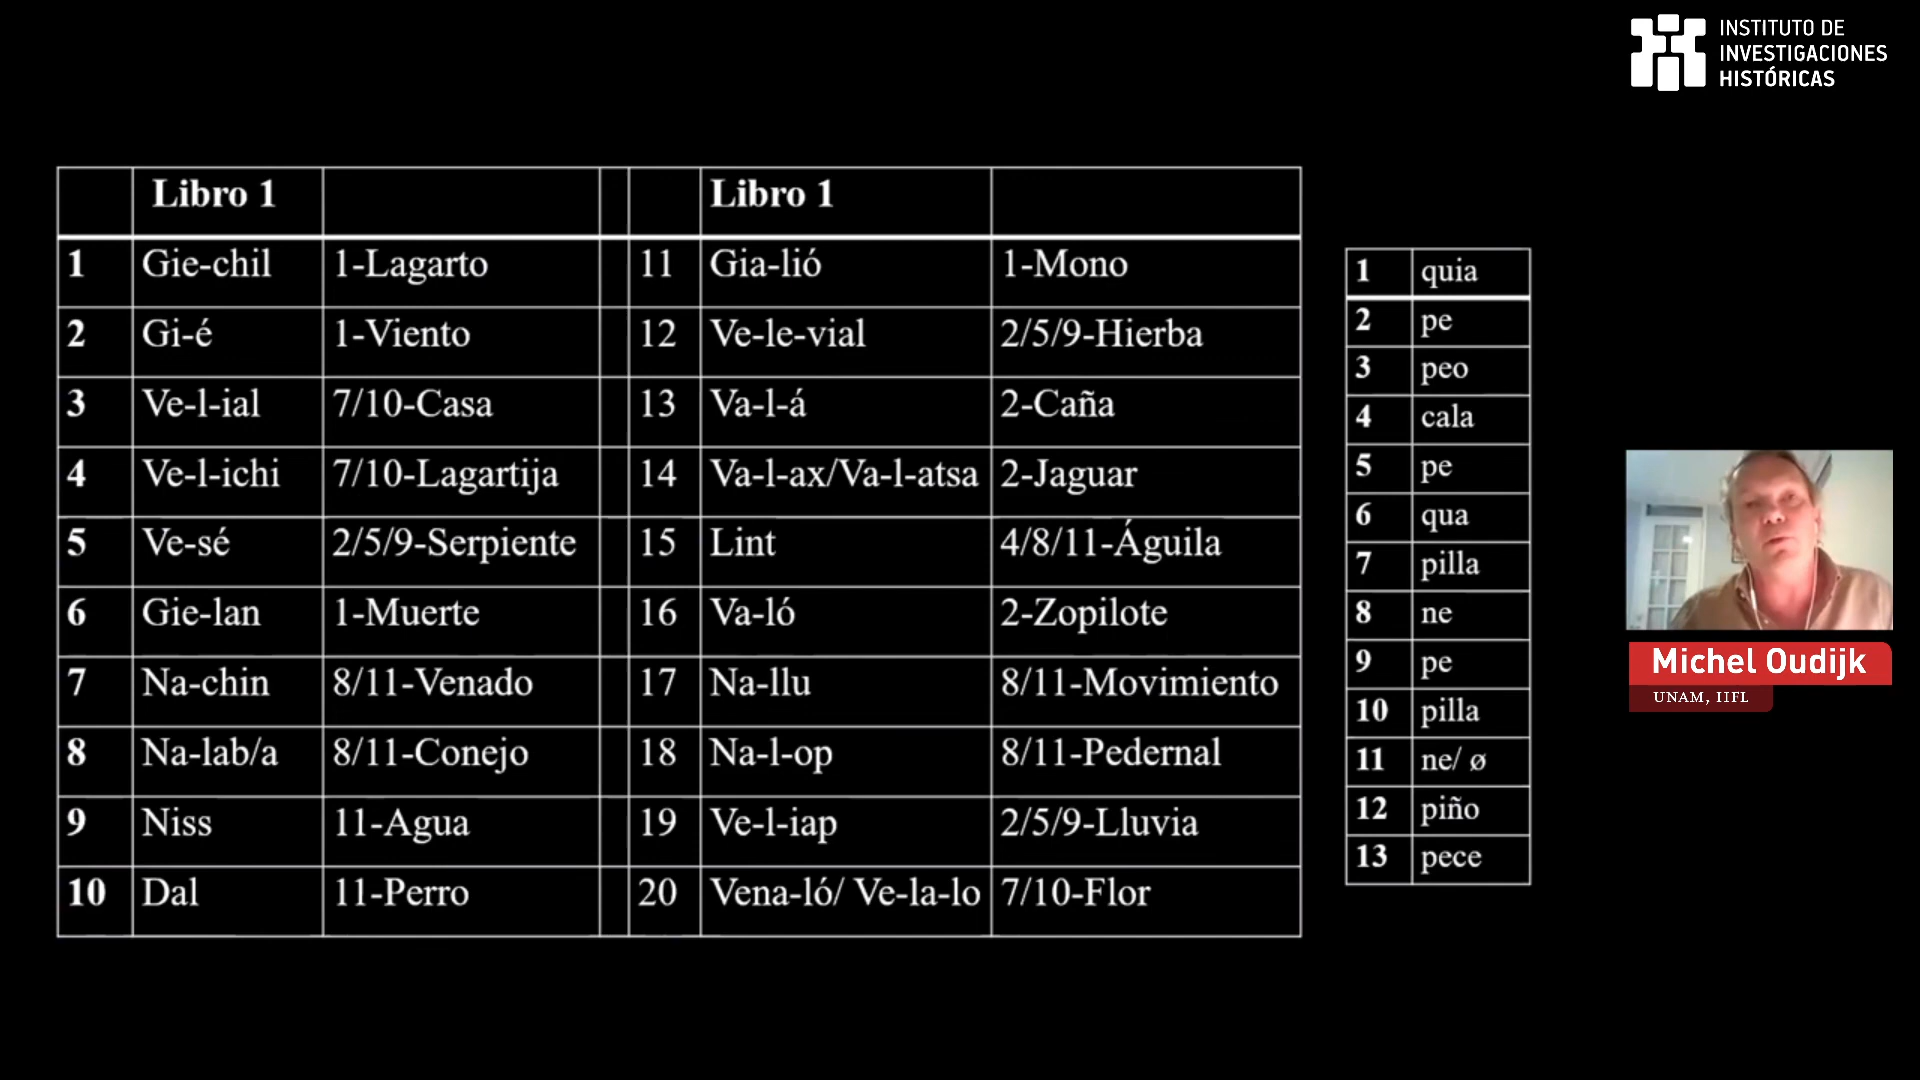 INSTITUTO DE
INVESTIGACIONES
HISTÓRICAS
Libro 1 Libro 1
1 Gie-chil 1-Lagarto 11 Gia-lió 1-Mono
2 Gi-é 1-Viento 12 Ve-le-vial 2/5/9-Hierba
3 Ve-l-ial 7/10-Casa 13 Va-l-á 2-Caña
4 Ve-l-ichi 7/10-Lagartija 14 Va-l-ax/Va-l-atsa 2-Jaguar
5 Ve-sé 2/5/9-Serpiente 15 Lint 4/8/11-Águila
6 Gie-lan 1-Muerte 16 Va-ló 2-Zopilote
7 Na-chin 8/11-Venado 17 Na-llu 8/11-Movimiento
8 Na-lab/a 8/11-Conejo 18 Na-l-op 8/11-Pedernal
9 Niss 11-Agua 19 Ve-l-iap 2/5/9-Lluvia
10 Dal 11-Perro 20 Vena-ló/ Ve-la-lo 7/10-Flor
1 quia
2 pe
3 peo
4 cala
5 pe
6 qua
7 pilla
8 ne
9 pe
10 pilla
11 ne/ ø
12 piño
13 pece
Michel Oudijk
UNAM, IIFL